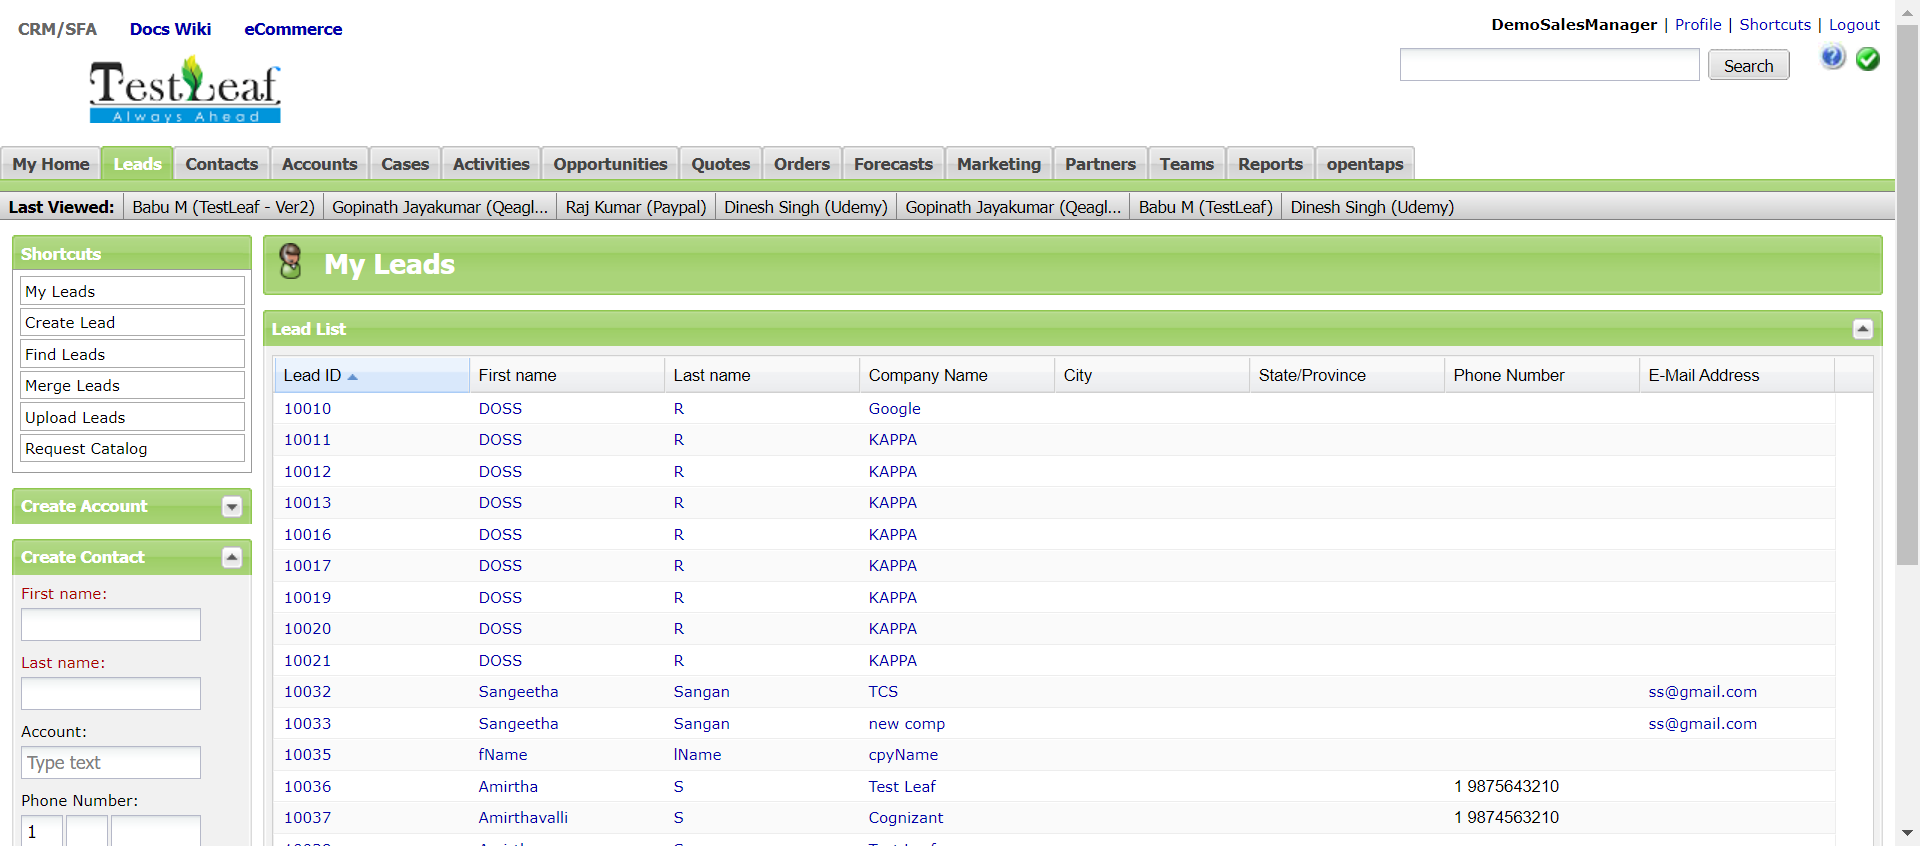 CRM/SFA Docs Wiki eCommerce
DemoSalesManager | Profile | Shortcuts | Logout
Search
TestLeaf
Always Ahead
My Home Leads Contacts Accounts Cases Activities Opportunities Quotes Orders Forecasts Marketing Partners Teams Reports opentaps
Last Viewed: Babu M (TestLeaf - Ver2) Gopinath Jayakumar (Qeagl... Raj Kumar (Paypal) Dinesh Singh (Udemy) Gopinath Jayakumar (Qeagl... Babu M (TestLeaf) Dinesh Singh (Udemy)
Shortcuts
My Leads
Create Lead
Find Leads
Merge Leads
Upload Leads
Request Catalog
Create Account
Create Contact
First name:
Last name:
Account:
Type text
Phone Number:
1
My Leads
Lead List
Lead ID First name Last name Company Name City State/Province Phone Number E-Mail Address
10010 DOSS R Google
10011 DOSS R KAPPA
10012 DOSS R KAPPA
10013 DOSS R KAPPA
10016 DOSS R KAPPA
10017 DOSS R KAPPA
10019 DOSS R KAPPA
10020 DOSS R KAPPA
10021 DOSS R KAPPA
10032 Sangeetha Sangan TCS ss@gmail.com
10033 Sangeetha Sangan new comp ss@gmail.com
10035 fName lName cpyName
10036 Amirtha S Test Leaf 1 9875643210
10037 Amirthavalli S Cognizant 1 9874563210